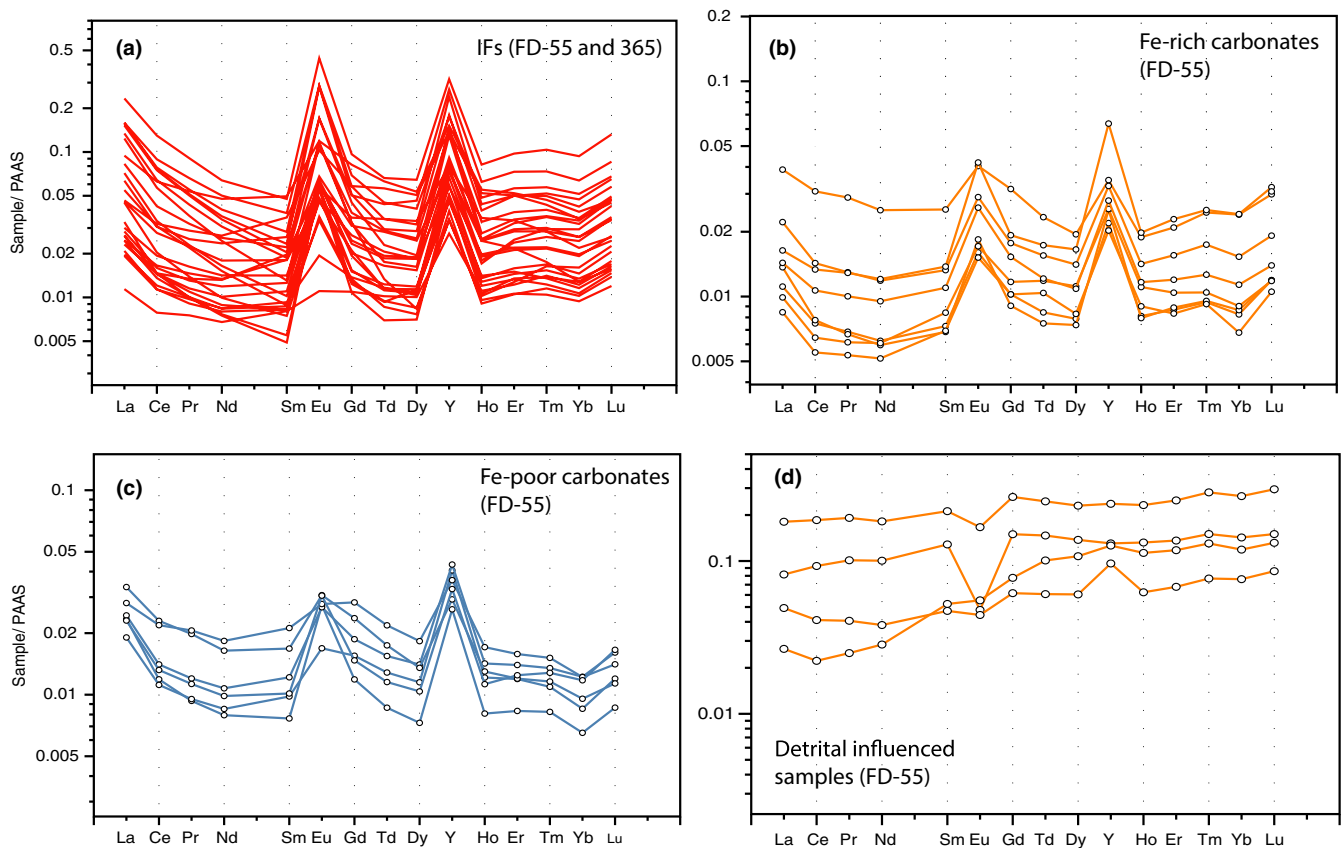 (a)
IFs (FD-55 and 365)
0.5
0.2
0.1
0.05
0.02
0.01
0.005
Sample/ PAAS
La Ce Pr Nd Sm Eu Gd Td Dy Y Ho Er Tm Yb Lu
(b)
Fe-rich carbonates
(FD-55)
0.2
0.1
0.05
0.02
0.01
0.005
La Ce Pr Nd Sm Eu Gd Td Dy Y Ho Er Tm Yb Lu
(c)
Fe-poor carbonates
(FD-55)
0.1
0.05
0.02
0.01
0.005
Sample/ PAAS
La Ce Pr Nd Sm Eu Gd Td Dy Y Ho Er Tm Yb Lu
(d)
0.1
0.01
Detrital influenced
samples (FD-55)
La Ce Pr Nd Sm Eu Gd Td Dy Y Ho Er Tm Yb Lu